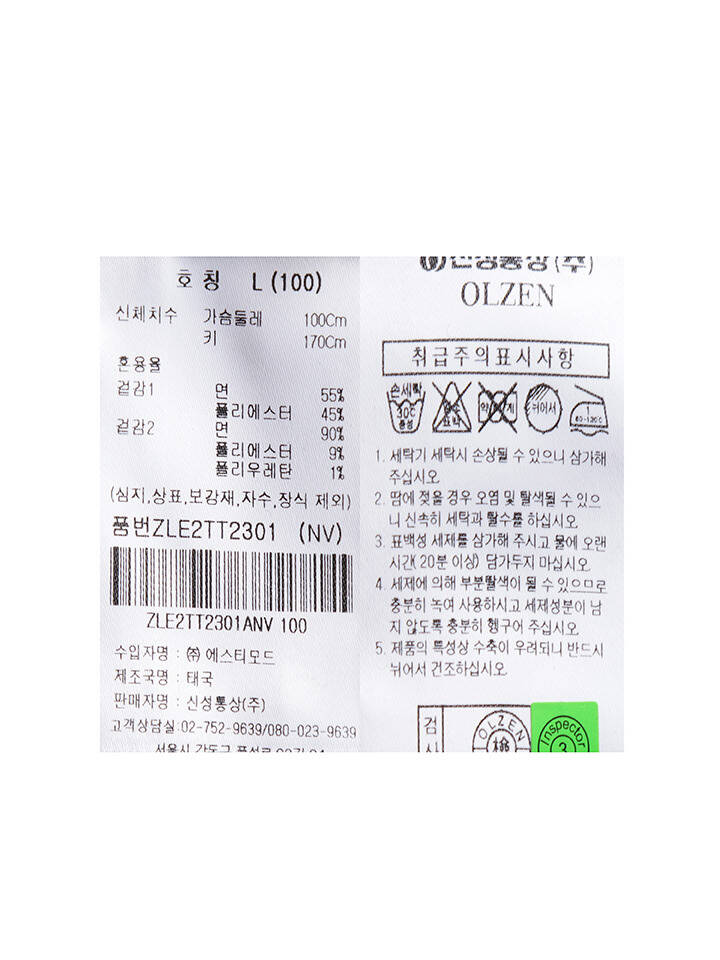 호칭 L (100)
신체치수 가슴둘레 100Cm
키 170Cm
혼용율
겉감1 면 55%
폴리에스터 45%
겉감2 면 90%
폴리에스터 9%
폴리우레탄 1%
(심지,상표,보강재,자수,장식 제외)
품번ZLE2TT2301 (NV)
ZLE2TT2301ANV 100
수입자명 : ㈜ 에스티모드
제조국명 : 태국
판매자명 : 신성통상(주)
고객상담실:02-752-9639/080-023-9639
신성통상(주)
OLZEN
취급주의표시사항
손세탁
30℃
중성
뉘어서
80~120℃
1. 세탁기 세탁시 손상될 수 있으니 삼가해
주십시오.
2. 땀에 젖을 경우 오염 및 탈색될 수 있으
니 신속히 세탁과 탈수를 하십시오.
3. 표백성 세제를 삼가해 주시고 물에 오랜
시간( 20분 이상) 담가두지 마십시오.
4. 세제에 의해 부분탈색이 될 수 있으므로
충분히 녹여 사용하시고 세제성분이 남
지 않도록 충분히 헹구어 주십시오.
5. 제품의 특성상 수축이 우려되니 반드시
뉘어서 건조하십시오.
검
사
OLZEN
Inspector
3